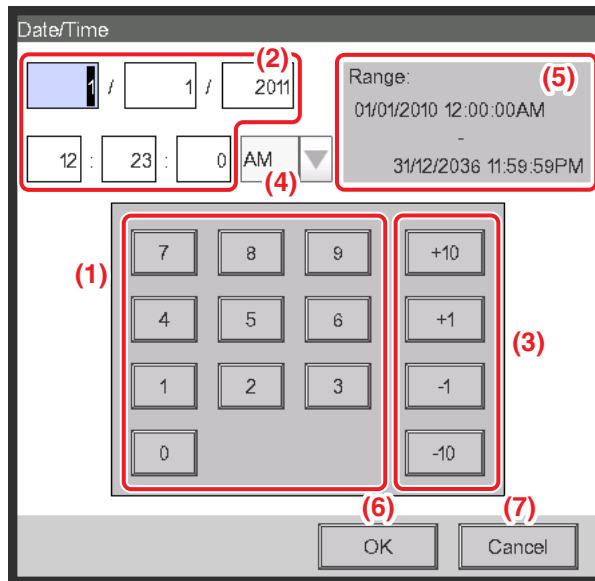 Date/Time
(2)
1 / 1 / 2011
12 : 23 : 0 AM
(4)
Range: (5)
01/01/2010 12:00:00AM
-
31/12/2036 11:59:59PM
(1)
7 8 9
4 5 6
1 2 3
0
+10
+1
-1
-10
(3)
(6) (7)
OK Cancel